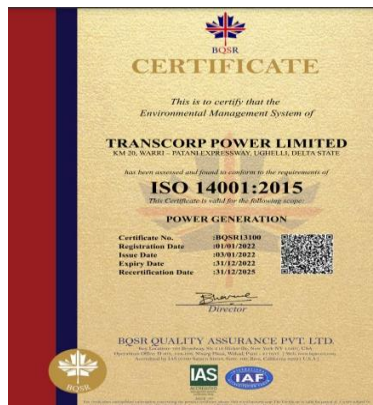 BQSR
CERTIFICATE
This is to certify that the
Environmental Management System of
TRANSCORP POWER LIMITED
KM 20, WARRI - PATANI EXPRESSWAY, UGHELLI, DELTA STATE
has been assessed and found to conform to the requirements of
ISO 14001:2015
This Certificate is valid for the following scope:
POWER GENERATION
Certificate No. :BQSR13100
Registration Date :01/01/2022
Issue Date :03/01/2022
Expiry Date :31/12/2022
Recertification Date :31/12/2025
Director
BQSR QUALITY ASSURANCE PVT. LTD.
BQSR
IAS
IAF